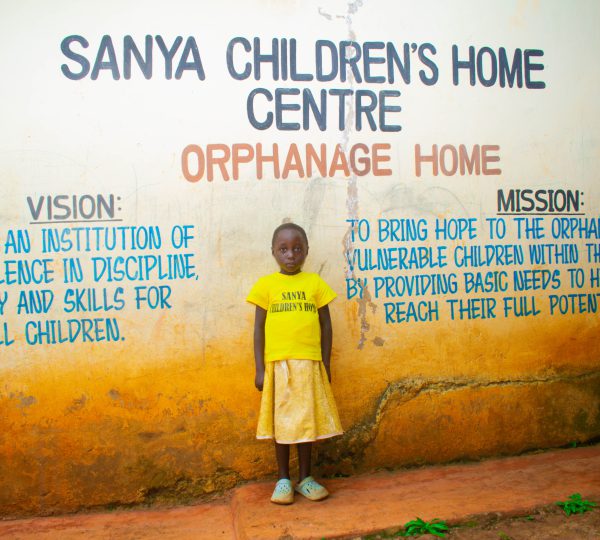 SANYA CHILDREN'S HOME
CENTRE
ORPHANAGE HOME
VISION:
AN INSTITUTION OF
LENCE IN DISCIPLINE,
Y AND SKILLS FOR
LL CHILDREN.
MISSION:
TO BRING HOPE TO THE ORPHA
VULNERABLE CHILDREN WITHIN TH
BY PROVIDING BASIC NEEDS TO H
REACH THEIR FULL POTENT
SANYA
CHILDREN'S HOM